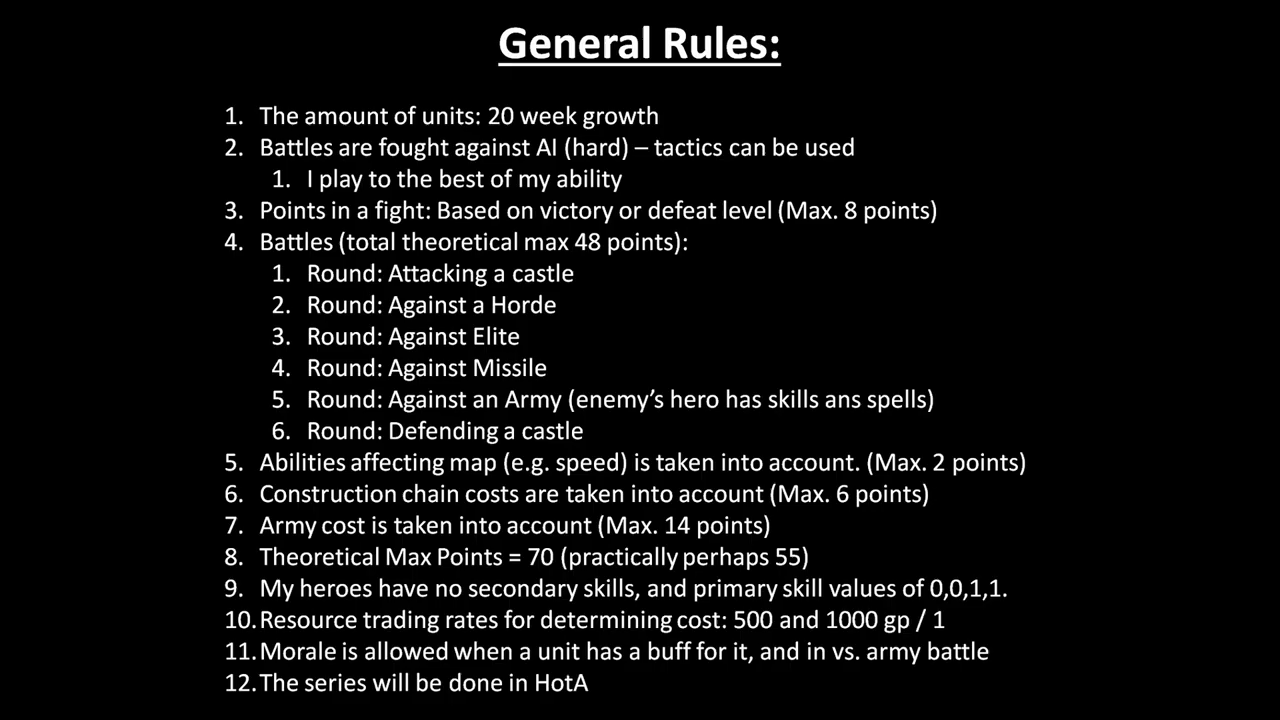 General Rules:
1. The amount of units: 20 week growth
2. Battles are fought against AI (hard) – tactics can be used
1. I play to the best of my ability
3. Points in a fight: Based on victory or defeat level (Max. 8 points)
4. Battles (total theoretical max 48 points):
1. Round: Attacking a castle
2. Round: Against a Horde
3. Round: Against Elite
4. Round: Against Missile
5. Round: Against an Army (enemy's hero has skills ans spells)
6. Round: Defending a castle
5. Abilities affecting map (e.g. speed) is taken into account. (Max. 2 points)
6. Construction chain costs are taken into account (Max. 6 points)
7. Army cost is taken into account (Max. 14 points)
8. Theoretical Max Points = 70 (practically perhaps 55)
9. My heroes have no secondary skills, and primary skill values of 0,0,1,1.
10. Resource trading rates for determining cost: 500 and 1000 gp / 1
11. Morale is allowed when a unit has a buff for it, and in vs. army battle
12. The series will be done in HotA